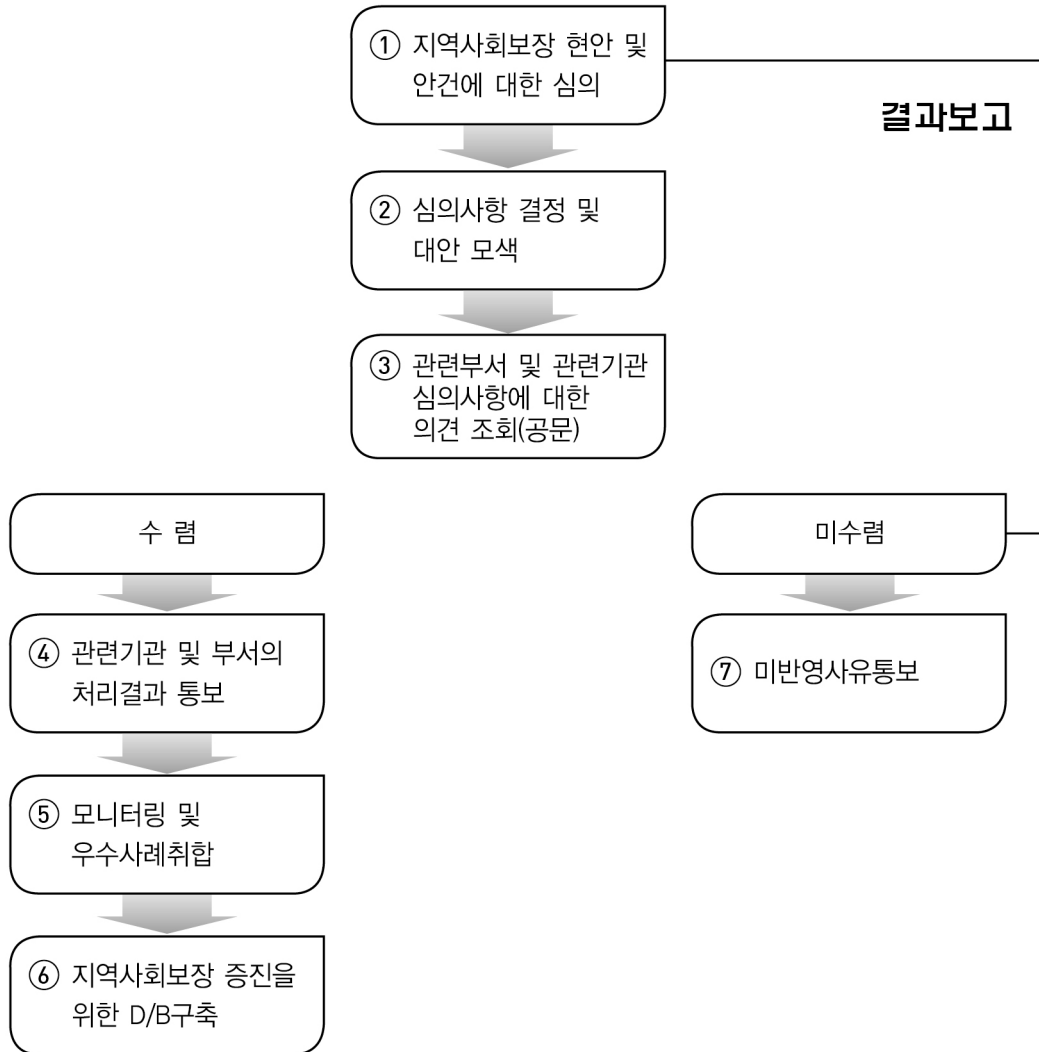 ① 지역사회보장 현안 및
안건에 대한 심의
결과보고
② 심의사항 결정 및
대안 모색
③ 관련부서 및 관련기관
심의사항에 대한
의견 조회(공문)
수 렴
미수렴
④ 관련기관 및 부서의
처리결과 통보
⑦ 미반영사유통보
⑤ 모니터링 및
우수사례취합
⑥ 지역사회보장 증진을
위한 D/B구축